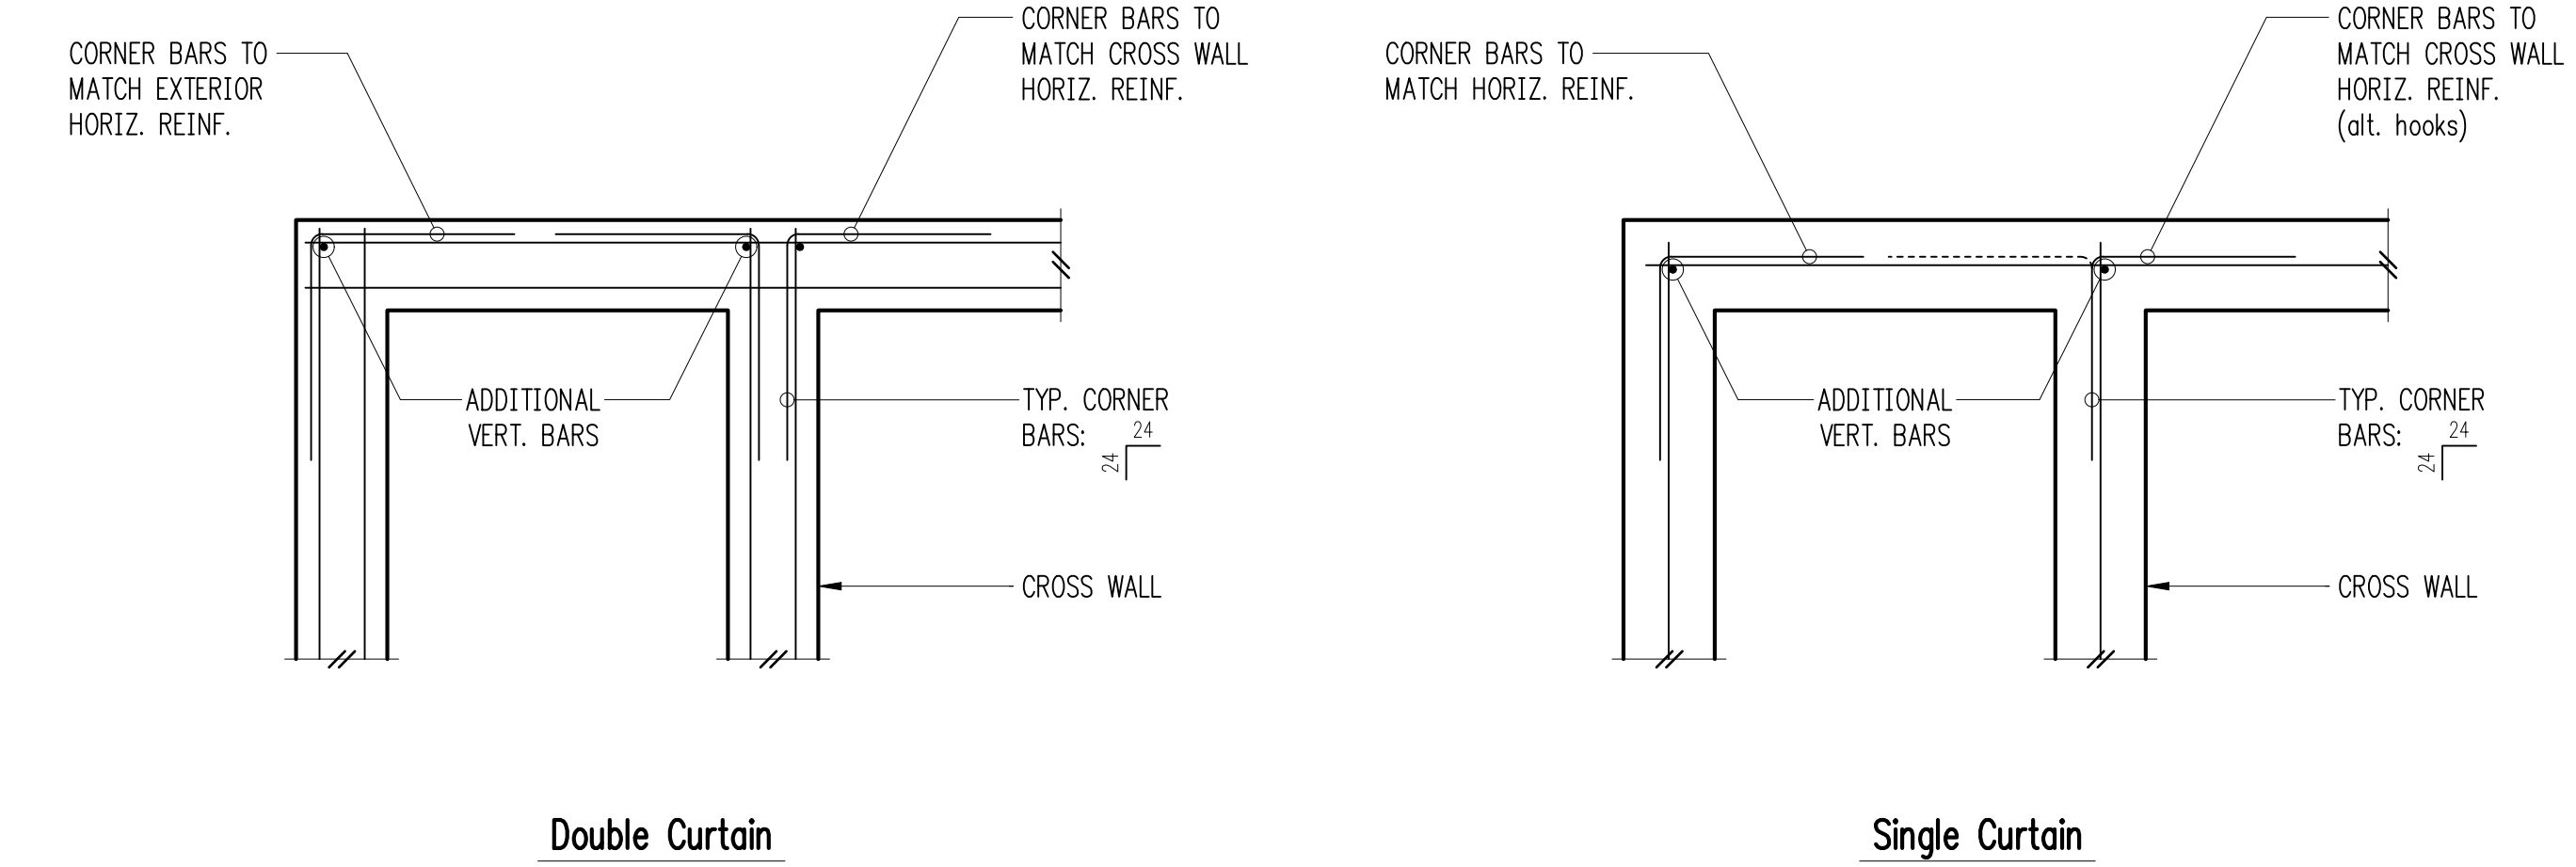 CORNER BARS TO
MATCH EXTERIOR
HORIZ. REINF.
CORNER BARS TO
MATCH CROSS WALL
HORIZ. REINF.
ADDITIONAL
VERT. BARS
TYP. CORNER
BARS:
24
24
CROSS WALL
Double Curtain
CORNER BARS TO
MATCH HORIZ. REINF.
CORNER BARS TO
MATCH CROSS WALL
HORIZ. REINF.
(alt. hooks)
ADDITIONAL
VERT. BARS
TYP. CORNER
BARS:
24
24
CROSS WALL
Single Curtain